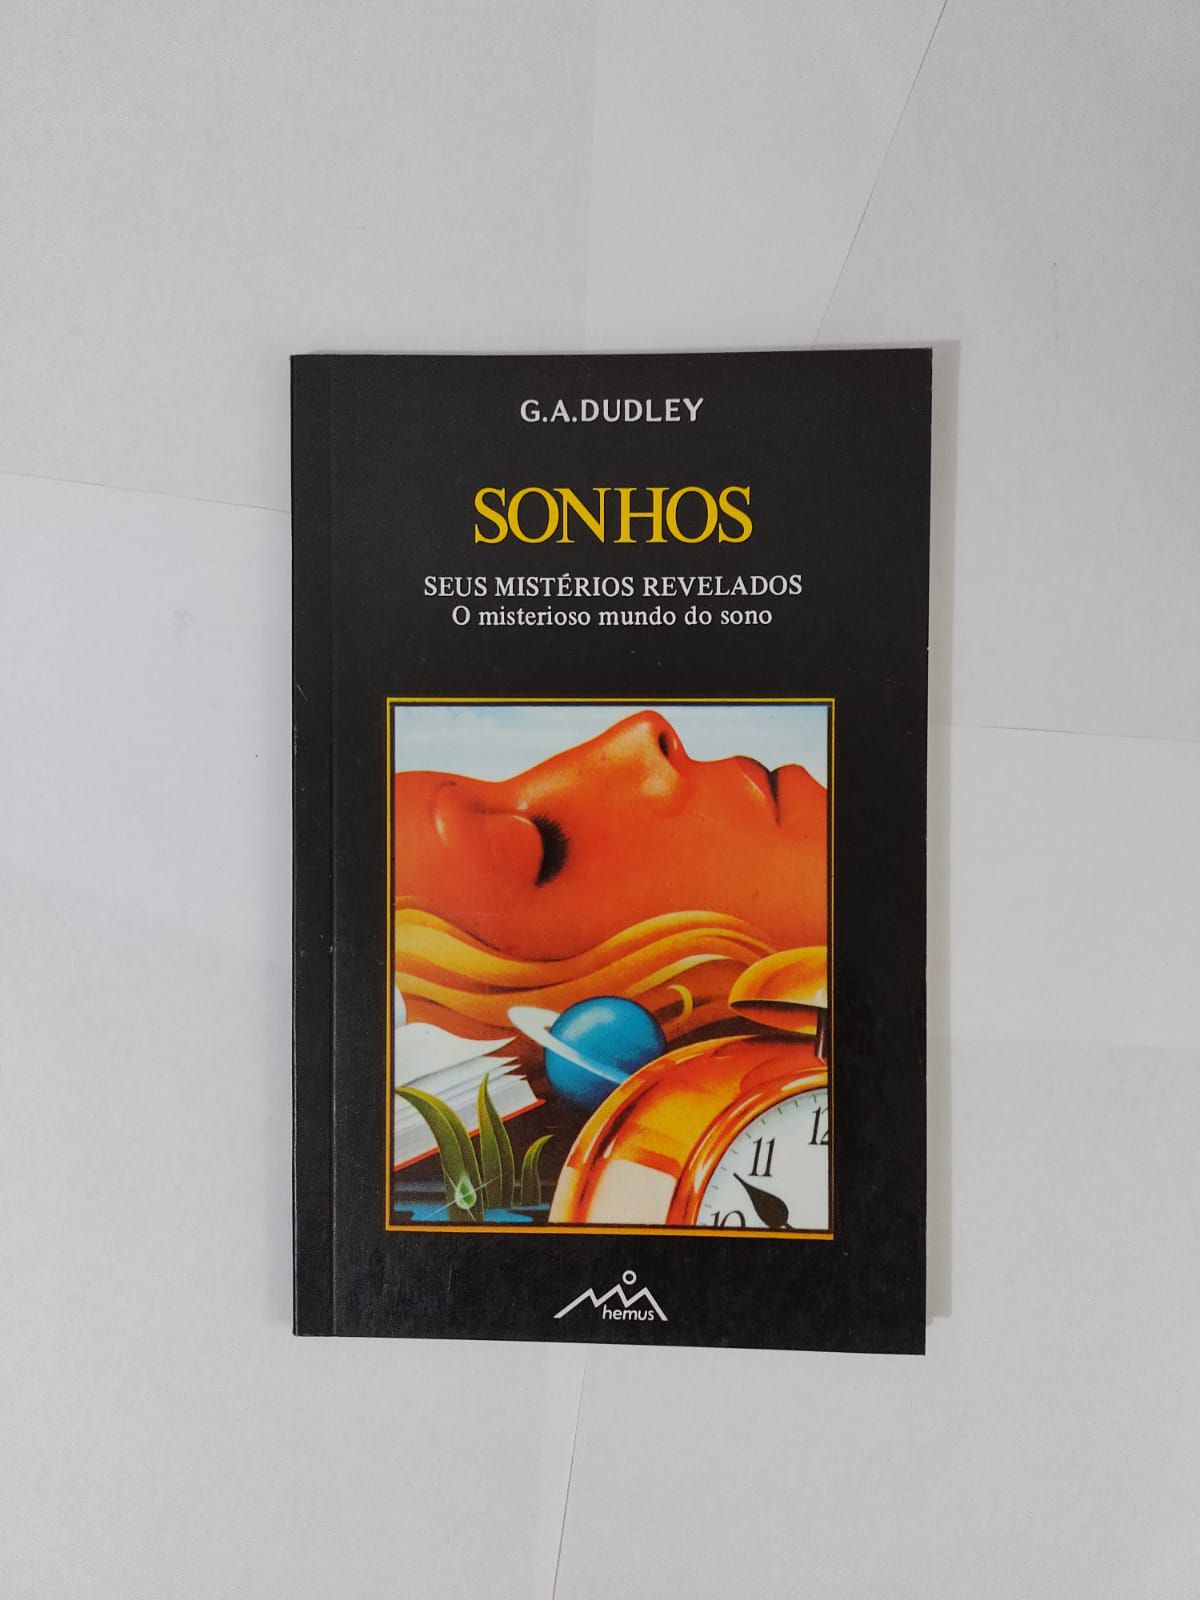 G.A.DUDLEY
SONHOS
SEUS MISTÉRIOS REVELADOS
O misterioso mundo do sono
12
11
10
hemus